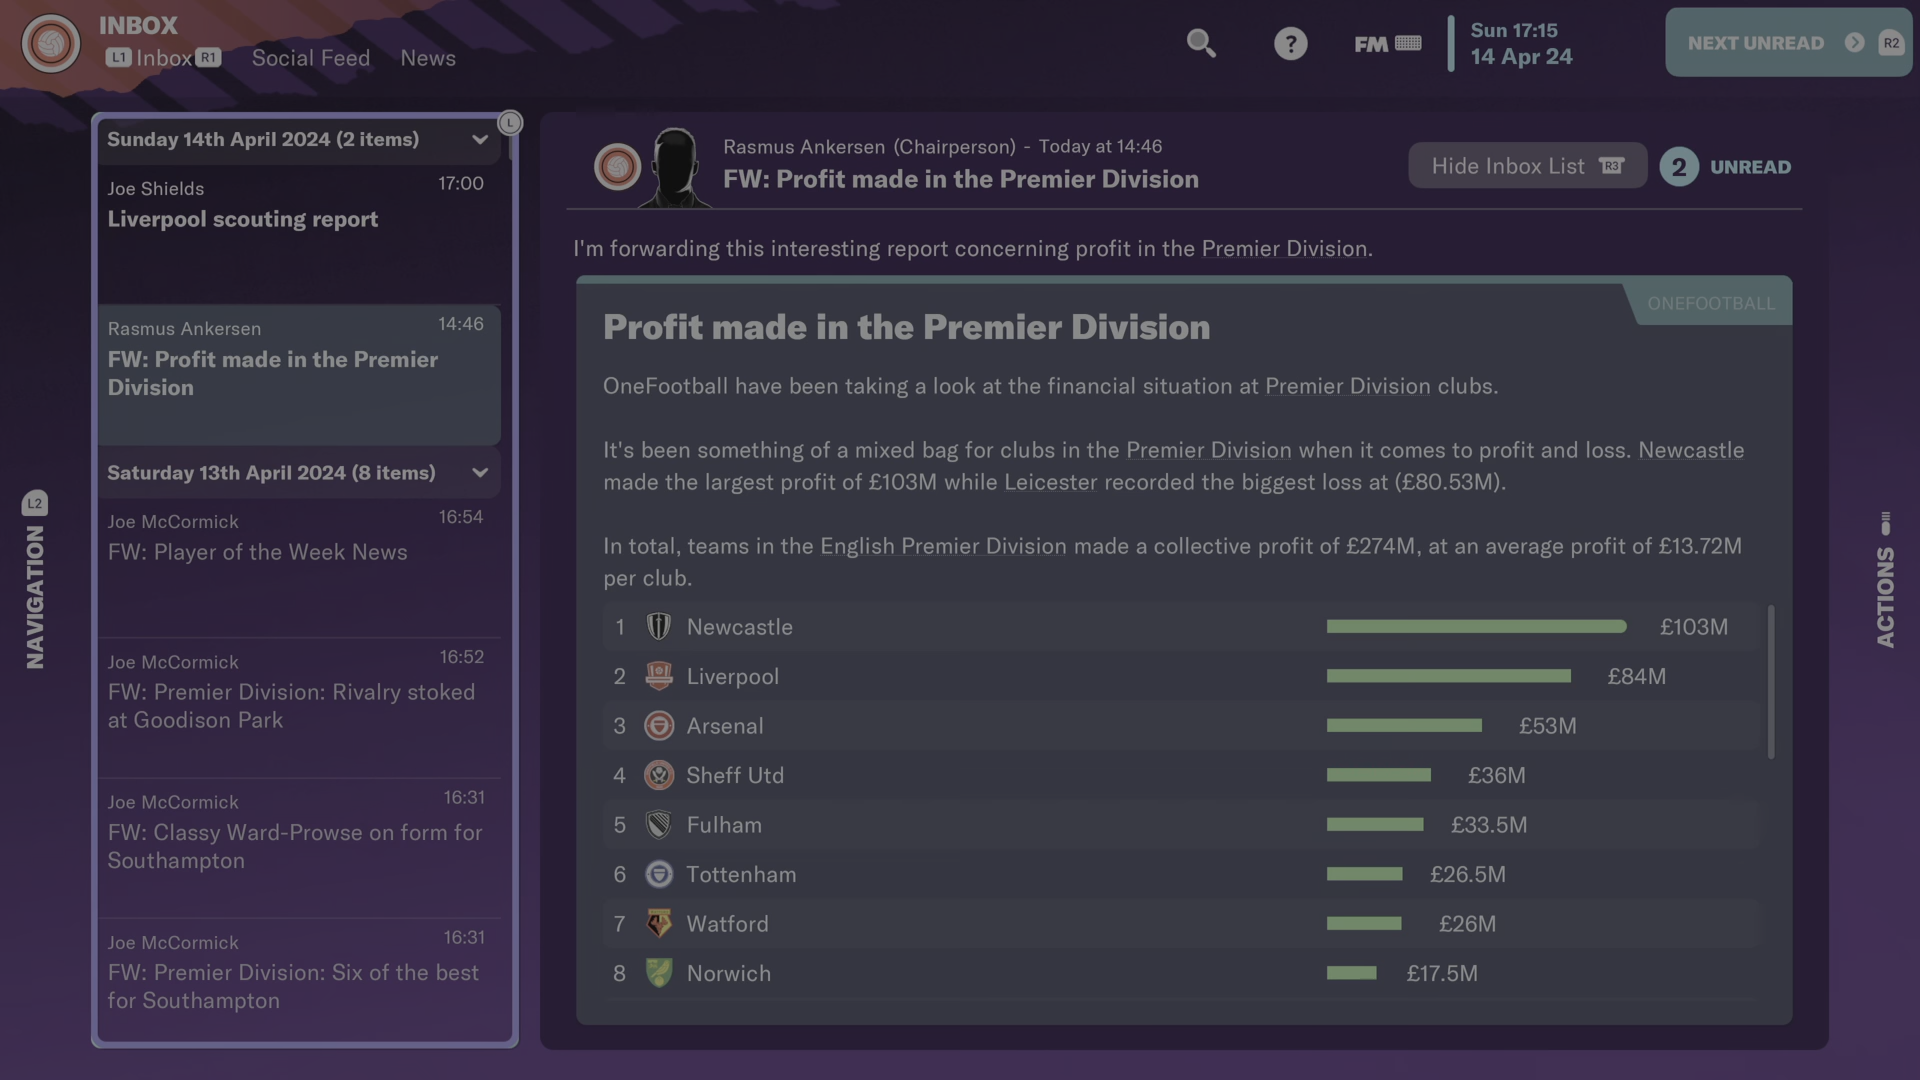 INBOX
L1 Inbox R1 Social Feed News
? FM
Sun 17:15
14 Apr 24
NEXT UNREAD R2
L2
NAVIGATION
L
Sunday 14th April 2024 (2 items)
Joe Shields 17:00
Liverpool scouting report
Rasmus Ankersen 14:46
FW: Profit made in the Premier
Division
Saturday 13th April 2024 (8 items)
Joe McCormick 16:54
FW: Player of the Week News
Joe McCormick 16:52
FW: Premier Division: Rivalry stoked
at Goodison Park
Joe McCormick 16:31
FW: Classy Ward-Prowse on form for
Southampton
Joe McCormick 16:31
FW: Premier Division: Six of the best
for Southampton
Rasmus Ankersen (Chairperson) - Today at 14:46
FW: Profit made in the Premier Division
Hide Inbox List R3
2 UNREAD
I'm forwarding this interesting report concerning profit in the Premier Division.
ONEFOOTBALL
Profit made in the Premier Division
OneFootball have been taking a look at the financial situation at Premier Division clubs.
It's been something of a mixed bag for clubs in the Premier Division when it comes to profit and loss. Newcastle
made the largest profit of £103M while Leicester recorded the biggest loss at (£80.53M).
In total, teams in the English Premier Division made a collective profit of £274M, at an average profit of £13.72M
per club.
1 Newcastle £103M
2 Liverpool £84M
3 Arsenal £53M
4 Sheff Utd £36M
5 Fulham £33.5M
6 Tottenham £26.5M
7 Watford £26M
8 Norwich £17.5M
ACTIONS